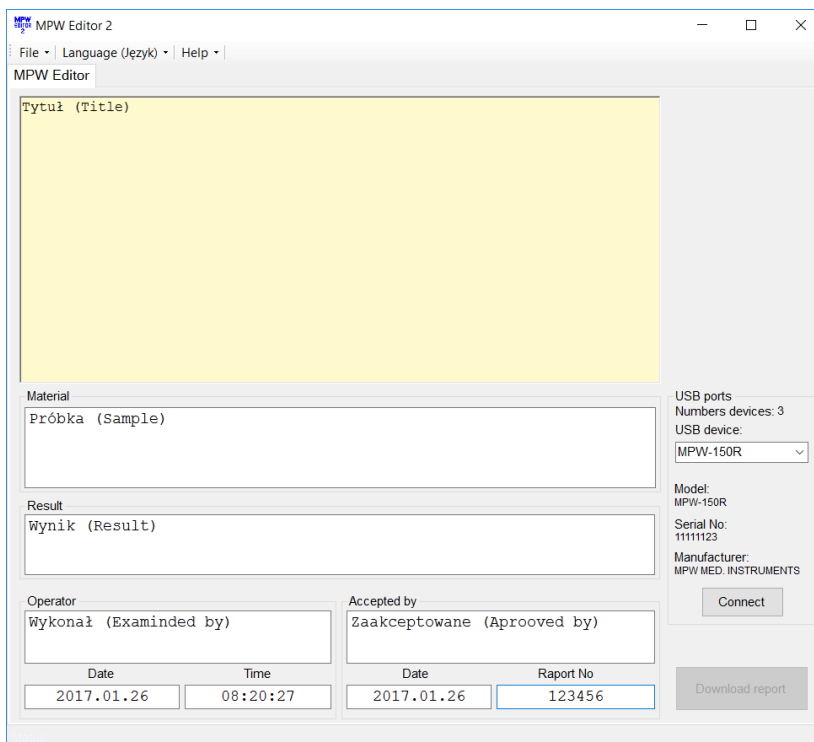 MPW EDITOR 2 MPW Editor 2
File Language (Język) Help
MPW Editor
Tytuł (Title)
Material
Próbka (Sample)
Result
Wynik (Result)
Operator
Wykonał (Examinded by)
Date Time
2017.01.26 08:20:27
Accepted by
Zaakceptowane (Aprooved by)
Date Raport No
2017.01.26 123456
USB ports
Numbers devices: 3
USB device:
MPW-150R
Model:
MPW-150R
Serial No:
11111123
Manufacturer:
MPW MED. INSTRUMENTS
Connect
Download report